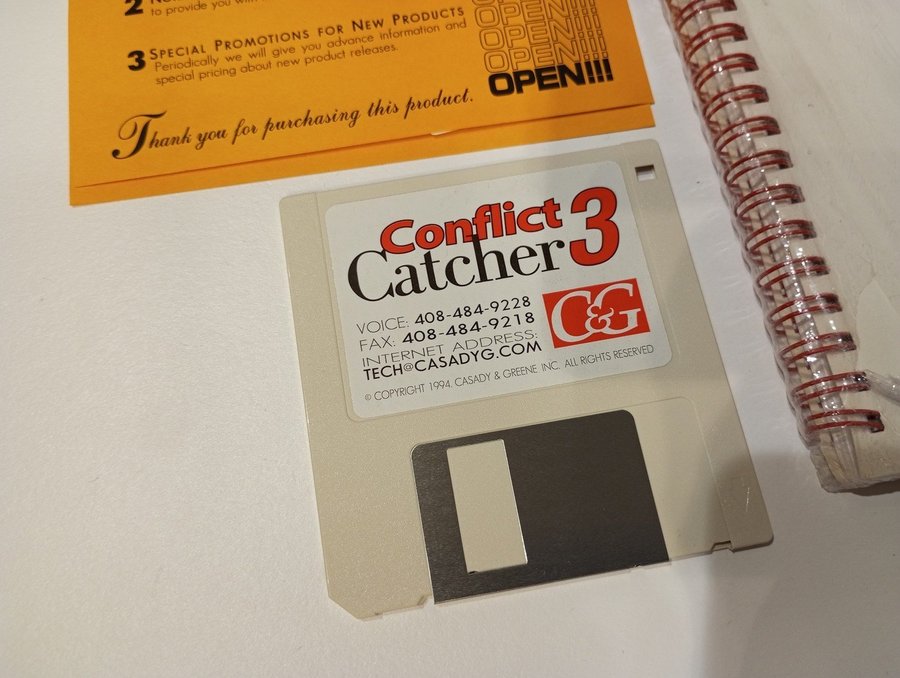 2
to provide you wi
3 SPECIAL PROMOTIONS FOR NEW PRODUCTS
Periodically we will give you advance information and
special pricing about new product releases.
OPEN!!!
OPEN!!!
OPEN!!!
OPEN!!!
Thank you for purchasing this product.
Conflict
Catcher 3
VOICE: 408-484-9228
FAX: 408-484-9218
INTERNET ADDRESS:
TECH@CASADYG.COM
C&G
© COPYRIGHT 1994. CASADY & GREENE INC. ALL RIGHTS RESERVED